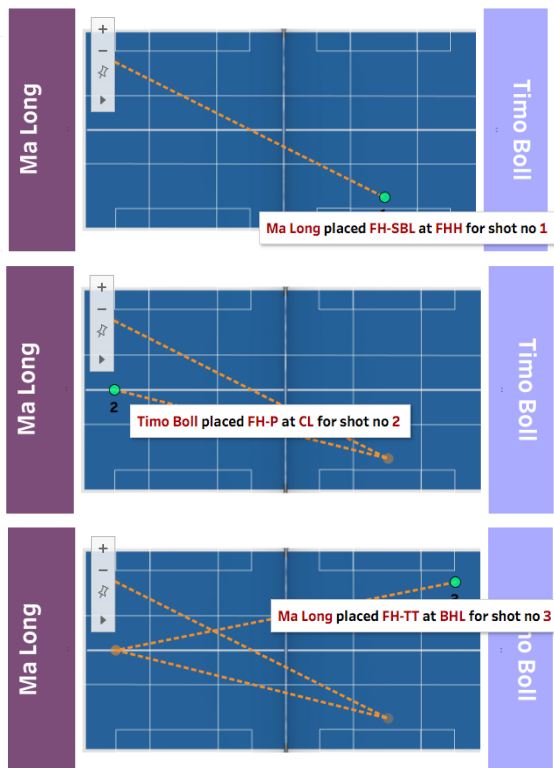 Ma Long
Timo Boll
+
−
Ma Long placed FH-SBL at FHH for shot no 1
Ma Long
Timo Boll
+
−
2
Timo Boll placed FH-P at CL for shot no 2
Ma Long
+
−
Ma Long placed FH-TT at BHL for shot no 3
no Boll